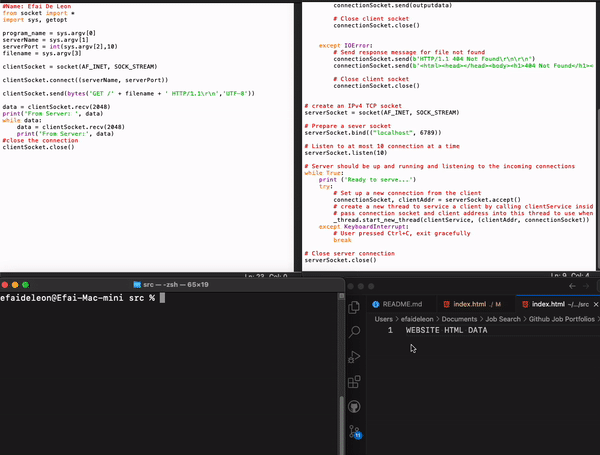 #Name: Efai De Leon
from socket import *
import sys, getopt
program_name = sys.argv[0]
serverName = sys.argv[1]
serverPort = int(sys.argv[2],10)
filename = sys.argv[3]
clientSocket = socket(AF_INET, SOCK_STREAM)
clientSocket.connect((serverName, serverPort))
clientSocket.send(bytes('GET /' + filename + ' HTTP/1.1\r\n','UTF-8'))
data = clientSocket.recv(2048)
print('From Server: ', data)
while data:
    data = clientSocket.recv(2048)
    print('From Server:', data)
#close the connection
clientSocket.close()
connectionSocket.send(outputdata)
# Close client socket
connectionSocket.close()
except IOError:
# Send response message for file not found
connectionSocket.send(b'HTTP/1.1 404 Not Found\r\n\r\n')
connectionSocket.send(b'<html><head></head><body><h1>404 Not Found</h1><
# Close client socket
connectionSocket.close()
# create an IPv4 TCP socket
serverSocket = socket(AF_INET, SOCK_STREAM)
# Prepare a sever socket
serverSocket.bind(("localhost", 6789))
# Listen to at most 10 connection at a time
serverSocket.listen(10)
# Server should be up and running and listening to the incoming connections
while True:
    print ('Ready to serve...')
    try:
        # Set up a new connection from the client
        connectionSocket, clientAddr = serverSocket.accept()
        # create a new thread to service a client by calling clientService insid
        # pass connection socket and client address into this thread to use when
        _thread.start_new_thread(clientService, (clientAddr, connectionSocket))
    except KeyboardInterrupt:
        # User pressed Ctrl+C, exit gracefully
        break
# Close server connection
serverSocket.close()
Ln: 23 Col: 0
Ln: 9 Col: 4
src — -zsh — 65×19
efaideleon@Efai-Mac-mini src %
README.md
index.html ./ M
index.html ~/.../src
Users > efaideleon > Documents > Job Search > Github Job Portfolios >
1 WEBSITE HTML DATA
11